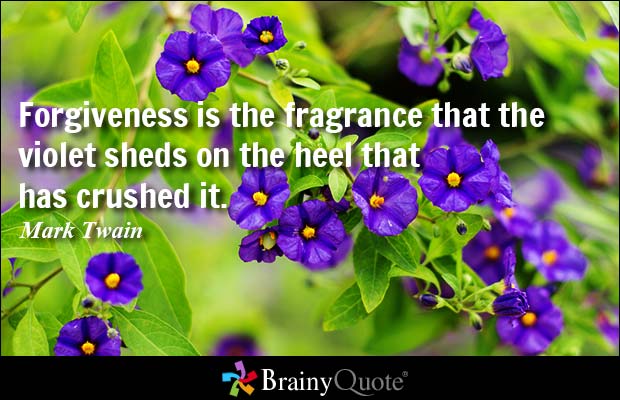 Forgiveness is the fragrance that the
violet sheds on the heel that
has crushed it.
Mark Twain
BrainyQuote®